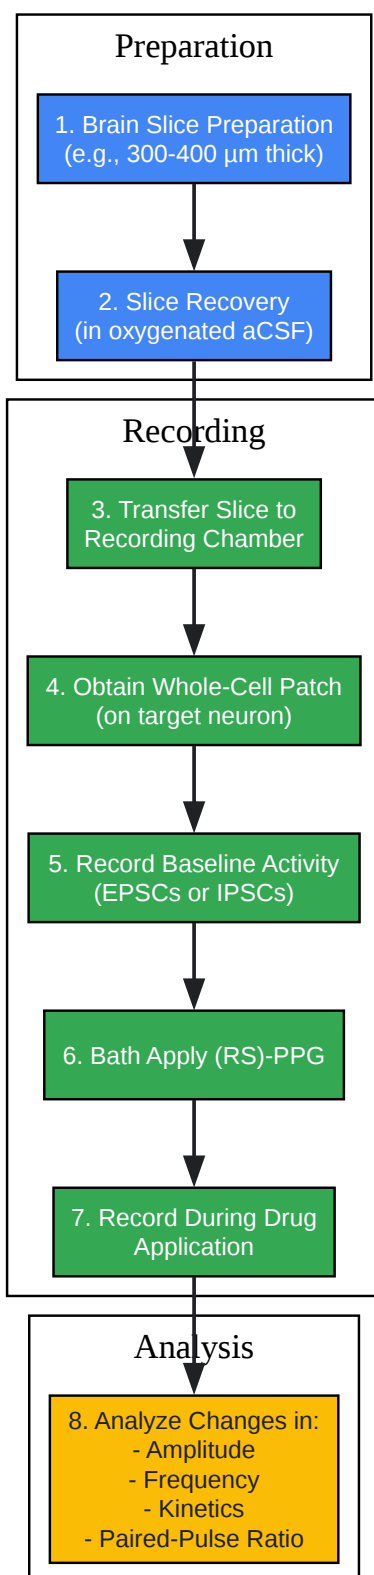 Preparation
1. Brain Slice Preparation
(e.g., 300-400 µm thick)
2. Slice Recovery
(in oxygenated aCSF)
Recording
3. Transfer Slice to
Recording Chamber
4. Obtain Whole-Cell Patch
(on target neuron)
5. Record Baseline Activity
(EPSCs or IPSCs)
6. Bath Apply (RS)-PPG
7. Record During Drug
Application
Analysis
8. Analyze Changes in:
- Amplitude
- Frequency
- Kinetics
- Paired-Pulse Ratio